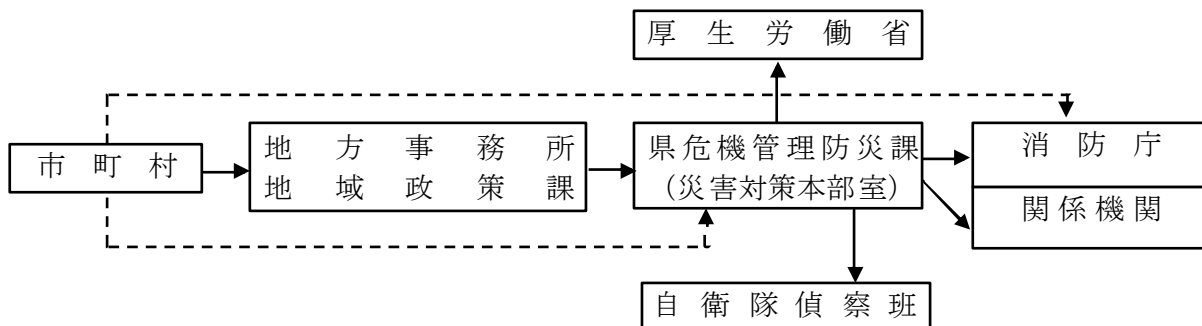 厚生労働省
市町村
地方事務所
地域政策課
県危機管理防災課
（災害対策本部室）
消防庁
関係機関
自衛隊偵察班